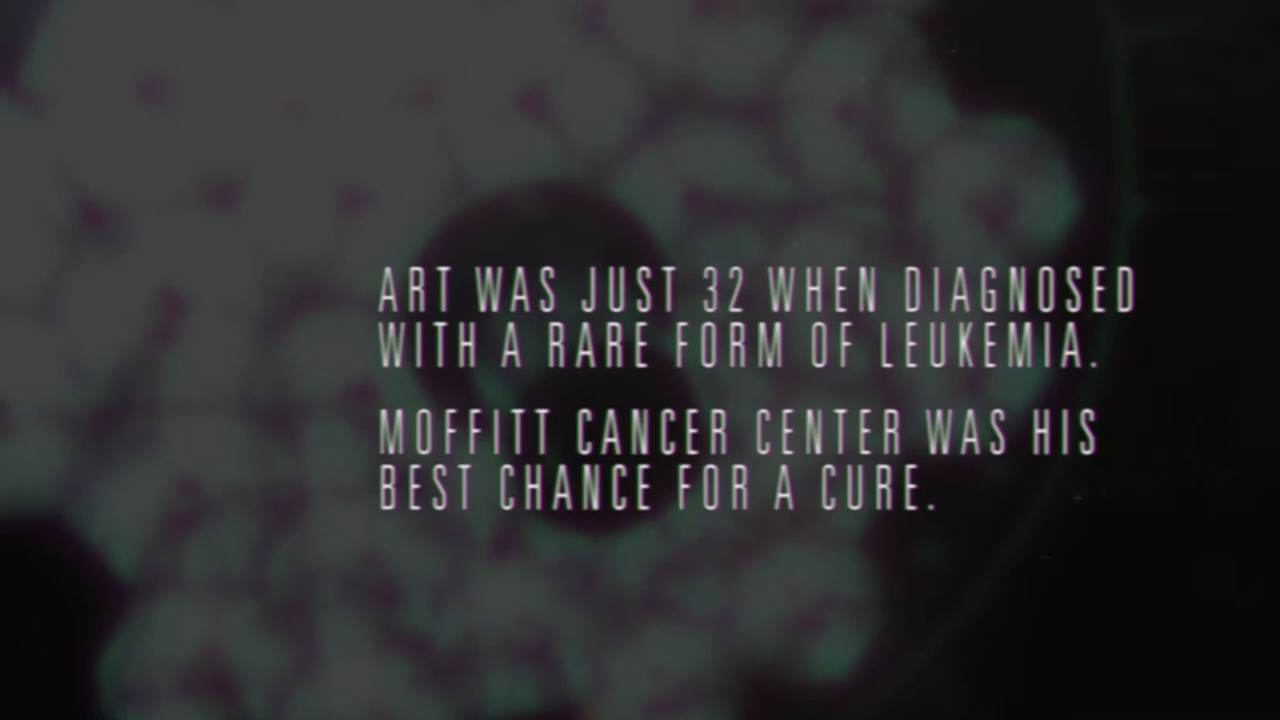 ART WAS JUST 32 WHEN DIAGNOSED
WITH A RARE FORM OF LEUKEMIA.
MOFFITT CANCER CENTER WAS HIS
BEST CHANCE FOR A CURE.